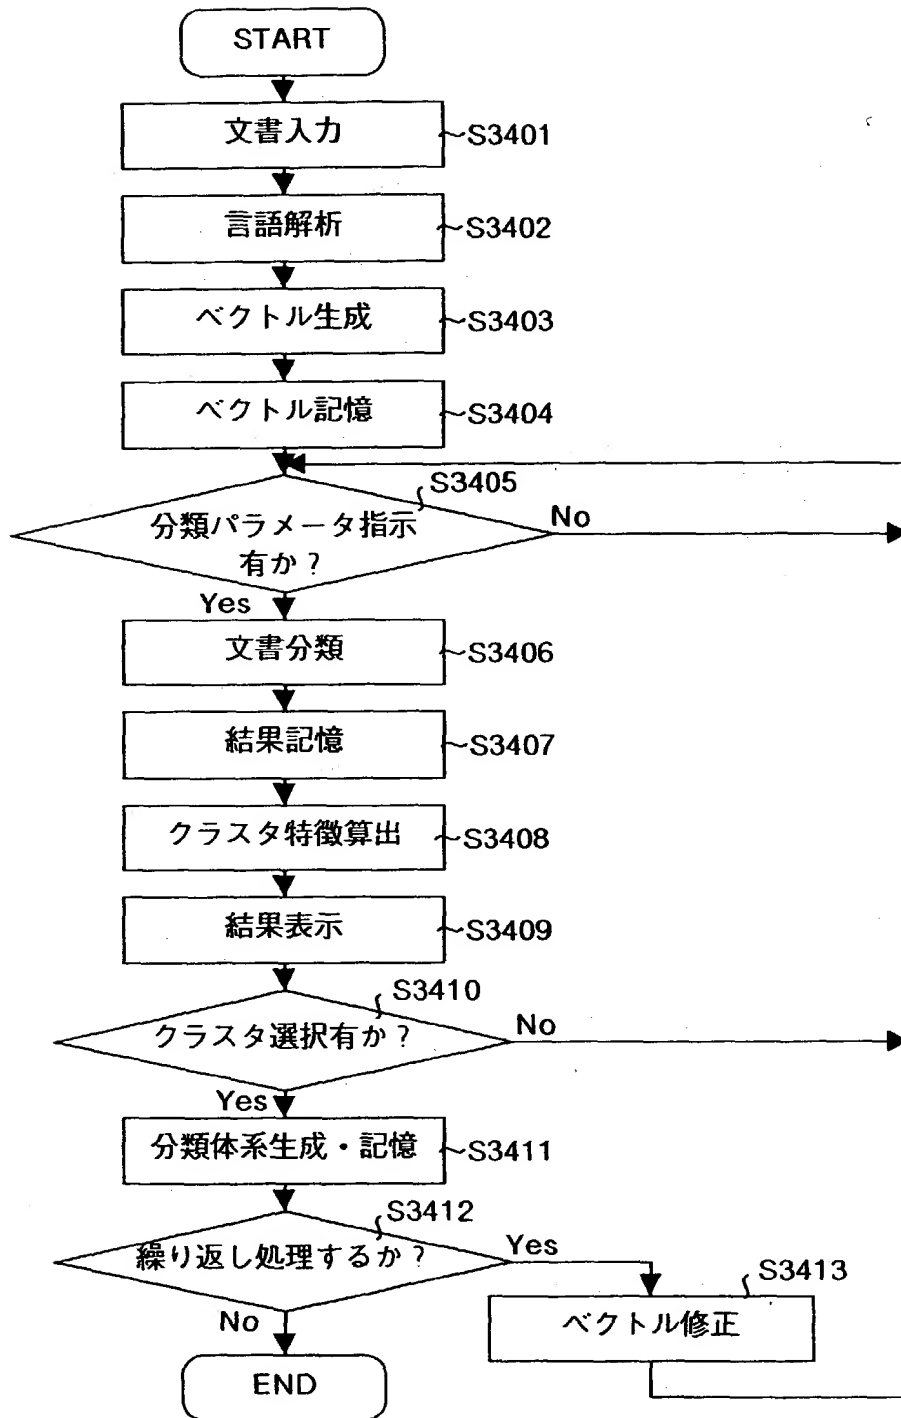 START
文書入力
~S3401
言語解析
~S3402
ベクトル生成
~S3403
ベクトル記憶
~S3404
S3405
分類パラメータ指示
有か?
No
Yes
文書分類
~S3406
結果記憶
~S3407
クラスタ特徴算出
~S3408
結果表示
~S3409
S3410
クラスタ選択有か?
No
Yes
分類体系生成・記憶
~S3411
S3412
繰り返し処理するか?
Yes
S3413
ベクトル修正
No
END